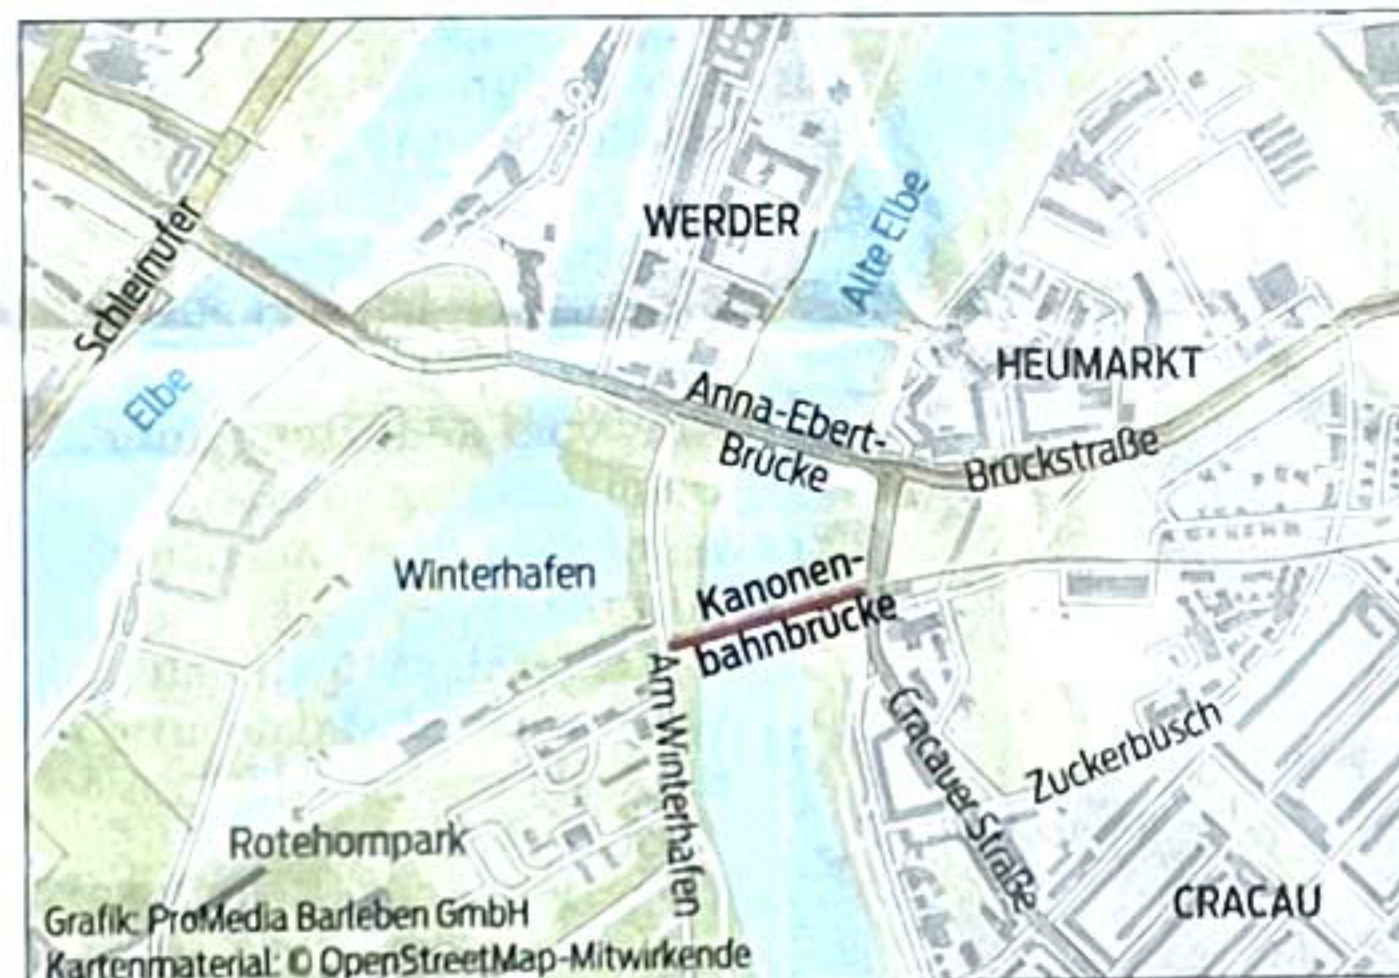 WERDER
Alte Elbe
Schleinufer
HEUMARKT
Elbe
Anna-Ebert-
Brücke
Brückstraße
Winterhafen
Kanonen-
bahnbrücke
Am Winterhafen
Cracauer Straße
Zuckerbusch
Rotehornpark
CRACAU
Grafik: ProMedia Barleben GmbH
Kartenmaterial: © OpenStreetMap-Mitwirkende